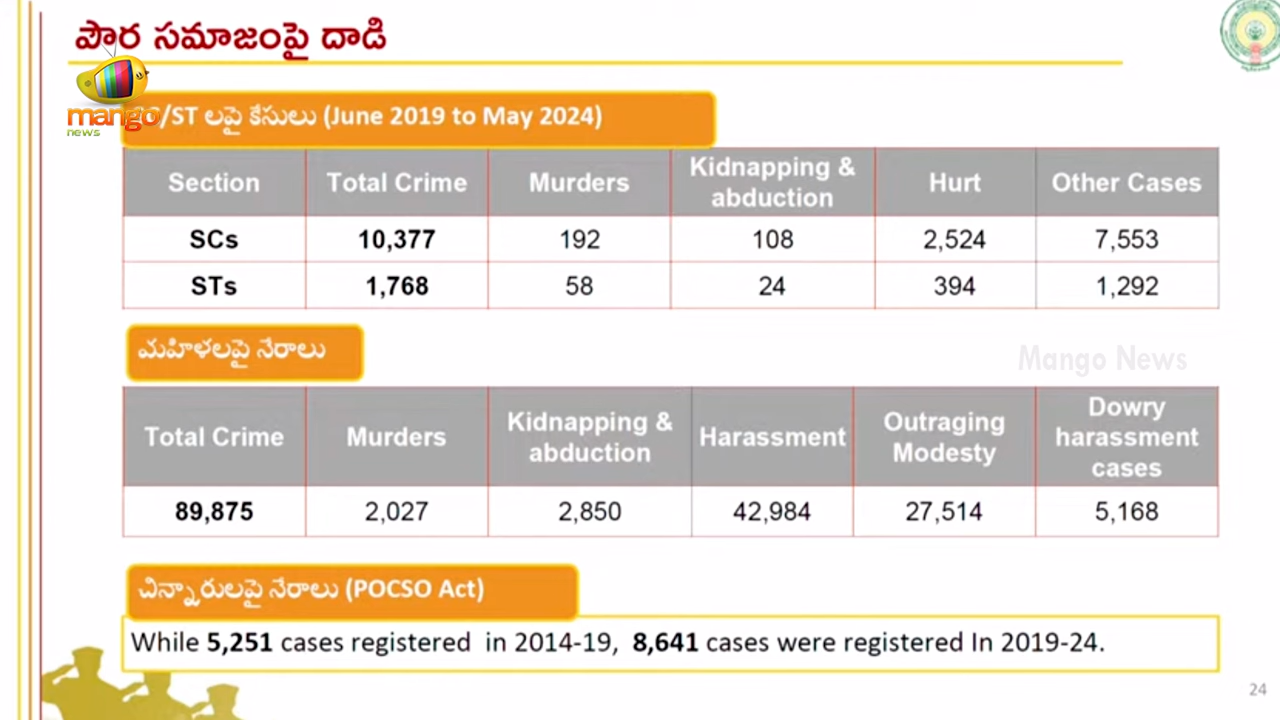 పౌర సమాజంపై దాడి
mango
news
/ST లపై కేసులు (June 2019 to May 2024)
Section Total Crime Murders Kidnapping & abduction Hurt Other Cases
SCs 10,377 192 108 2,524 7,553
STs 1,768 58 24 394 1,292
మహిళలపై నేరాలు
Mango News
Total Crime Murders Kidnapping & abduction Harassment Outraging Modesty Dowry harassment cases
89,875 2,027 2,850 42,984 27,514 5,168
చిన్నారులపై నేరాలు (POCSO Act)
While 5,251 cases registered in 2014-19, 8,641 cases were registered In 2019-24.
24